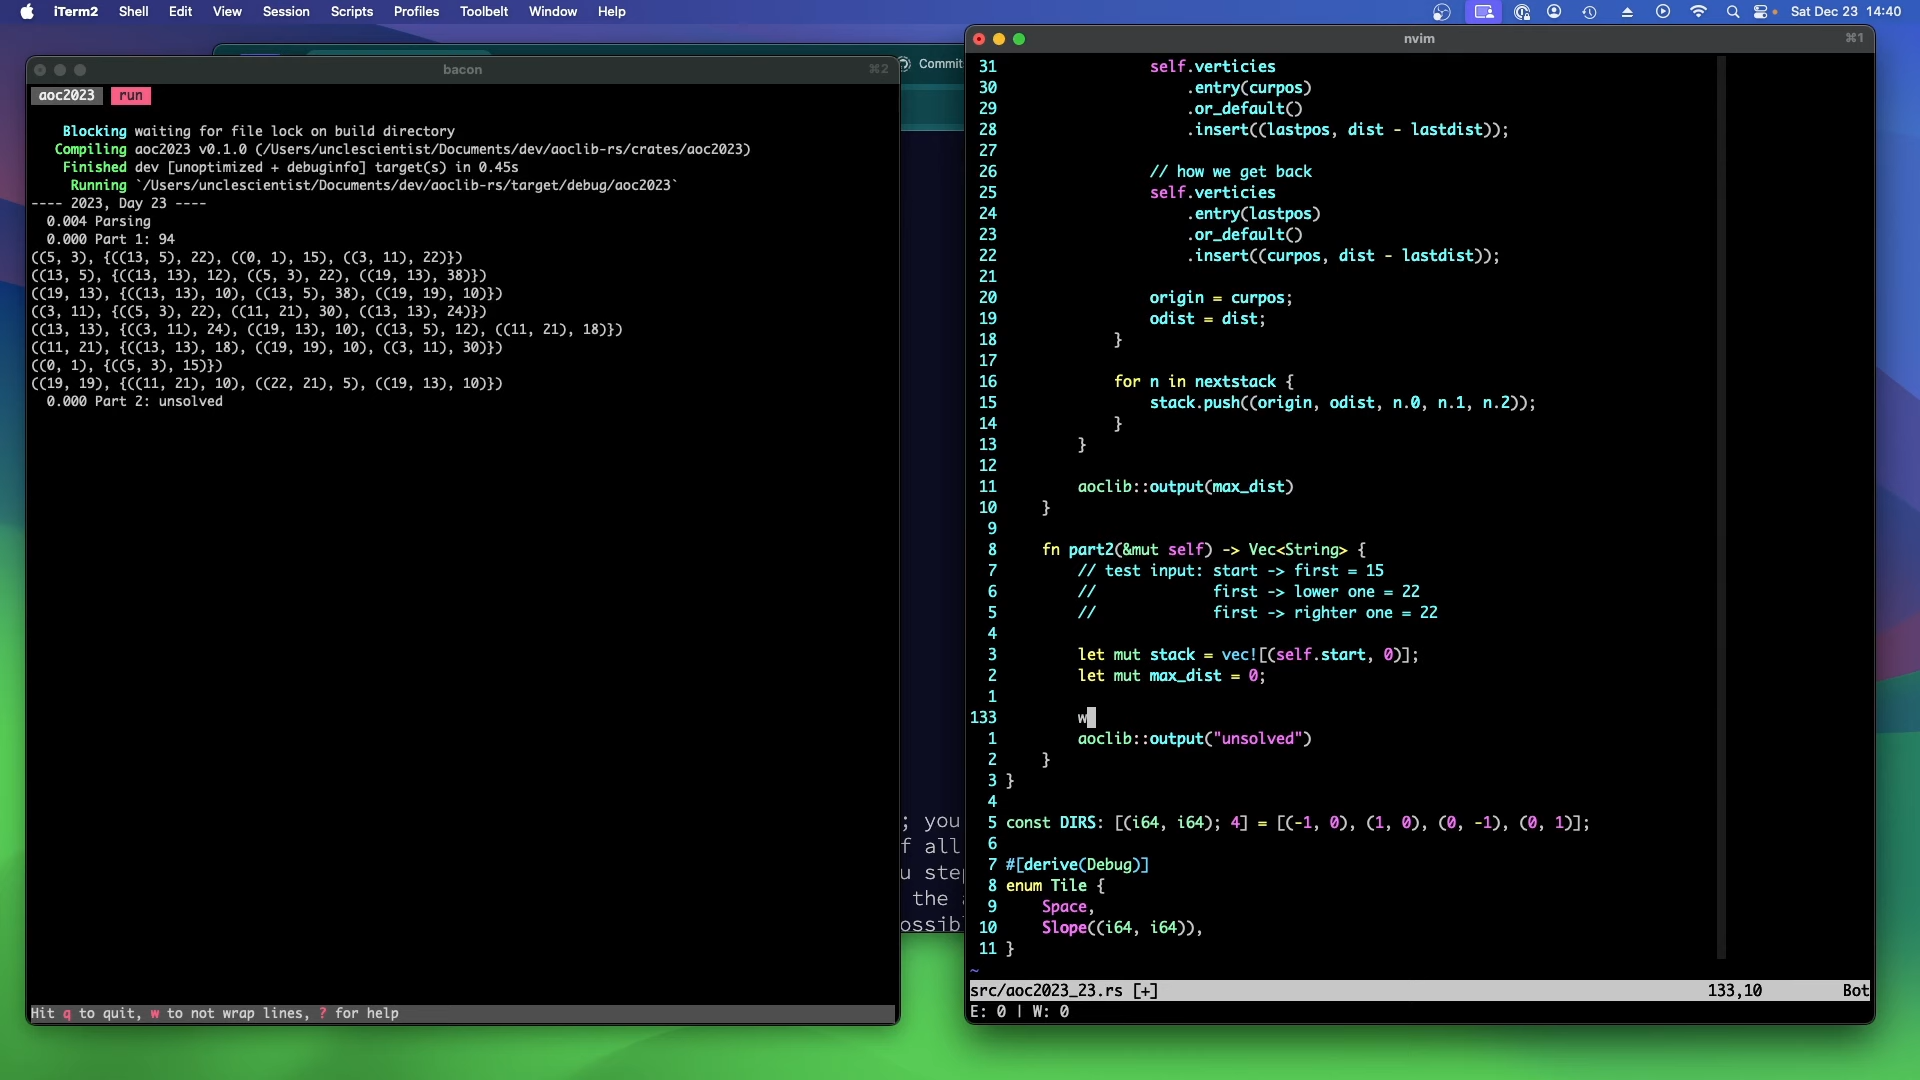 iTerm2 Shell Edit View Session Scripts Profiles Toolbelt Window Help
Sat Dec 23 14:40
bacon ⌘2
aoc2023 run
Blocking waiting for file lock on build directory
Compiling aoc2023 v0.1.0 (/Users/unclescientist/Documents/dev/aoclib-rs/crates/aoc2023)
Finished dev [unoptimized + debuginfo] target(s) in 0.45s
Running `/Users/unclescientist/Documents/dev/aoclib-rs/target/debug/aoc2023`
---- 2023, Day 23 ----
0.004 Parsing
0.000 Part 1: 94
((5, 3), {((13, 5), 22), ((0, 1), 15), ((3, 11), 22)})
((13, 5), {((13, 13), 12), ((5, 3), 22), ((19, 13), 38)})
((19, 13), {((13, 13), 10), ((13, 5), 38), ((19, 19), 10)})
((3, 11), {((5, 3), 22), ((11, 21), 30), ((13, 13), 24)})
((13, 13), {((3, 11), 24), ((19, 13), 10), ((13, 5), 12), ((11, 21), 18)})
((11, 21), {((13, 13), 18), ((19, 19), 10), ((3, 11), 30)})
((0, 1), {((5, 3), 15)})
((19, 19), {((11, 21), 10), ((22, 21), 5), ((19, 13), 10)})
0.000 Part 2: unsolved
Hit q to quit, w to not wrap lines, ? for help
Commit
; you
f all
u step
the
ossib
nvim ⌘1
31 self.verticies
30 .entry(curpos)
29 .or_default()
28 .insert((lastpos, dist - lastdist));
27
26 // how we get back
25 self.verticies
24 .entry(lastpos)
23 .or_default()
22 .insert((curpos, dist - lastdist));
21
20 origin = curpos;
19 odist = dist;
18 }
17
16 for n in nextstack {
15 stack.push((origin, odist, n.0, n.1, n.2));
14 }
13 }
12
11 aoclib::output(max_dist)
10 }
9
8 fn part2(&mut self) -> Vec<String> {
7 // test input: start -> first = 15
6 // first -> lower one = 22
5 // first -> righter one = 22
4
3 let mut stack = vec![(self.start, 0)];
2 let mut max_dist = 0;
1
133 w
1 aoclib::output("unsolved")
2 }
3 }
4
5 const DIRS: [(i64, i64); 4] = [(-1, 0), (1, 0), (0, -1), (0, 1)];
6
7 #[derive(Debug)]
8 enum Tile {
9 Space,
10 Slope((i64, i64)),
11 }
~
src/aoc2023_23.rs [+] 133,10 Bot
E: 0 | W: 0